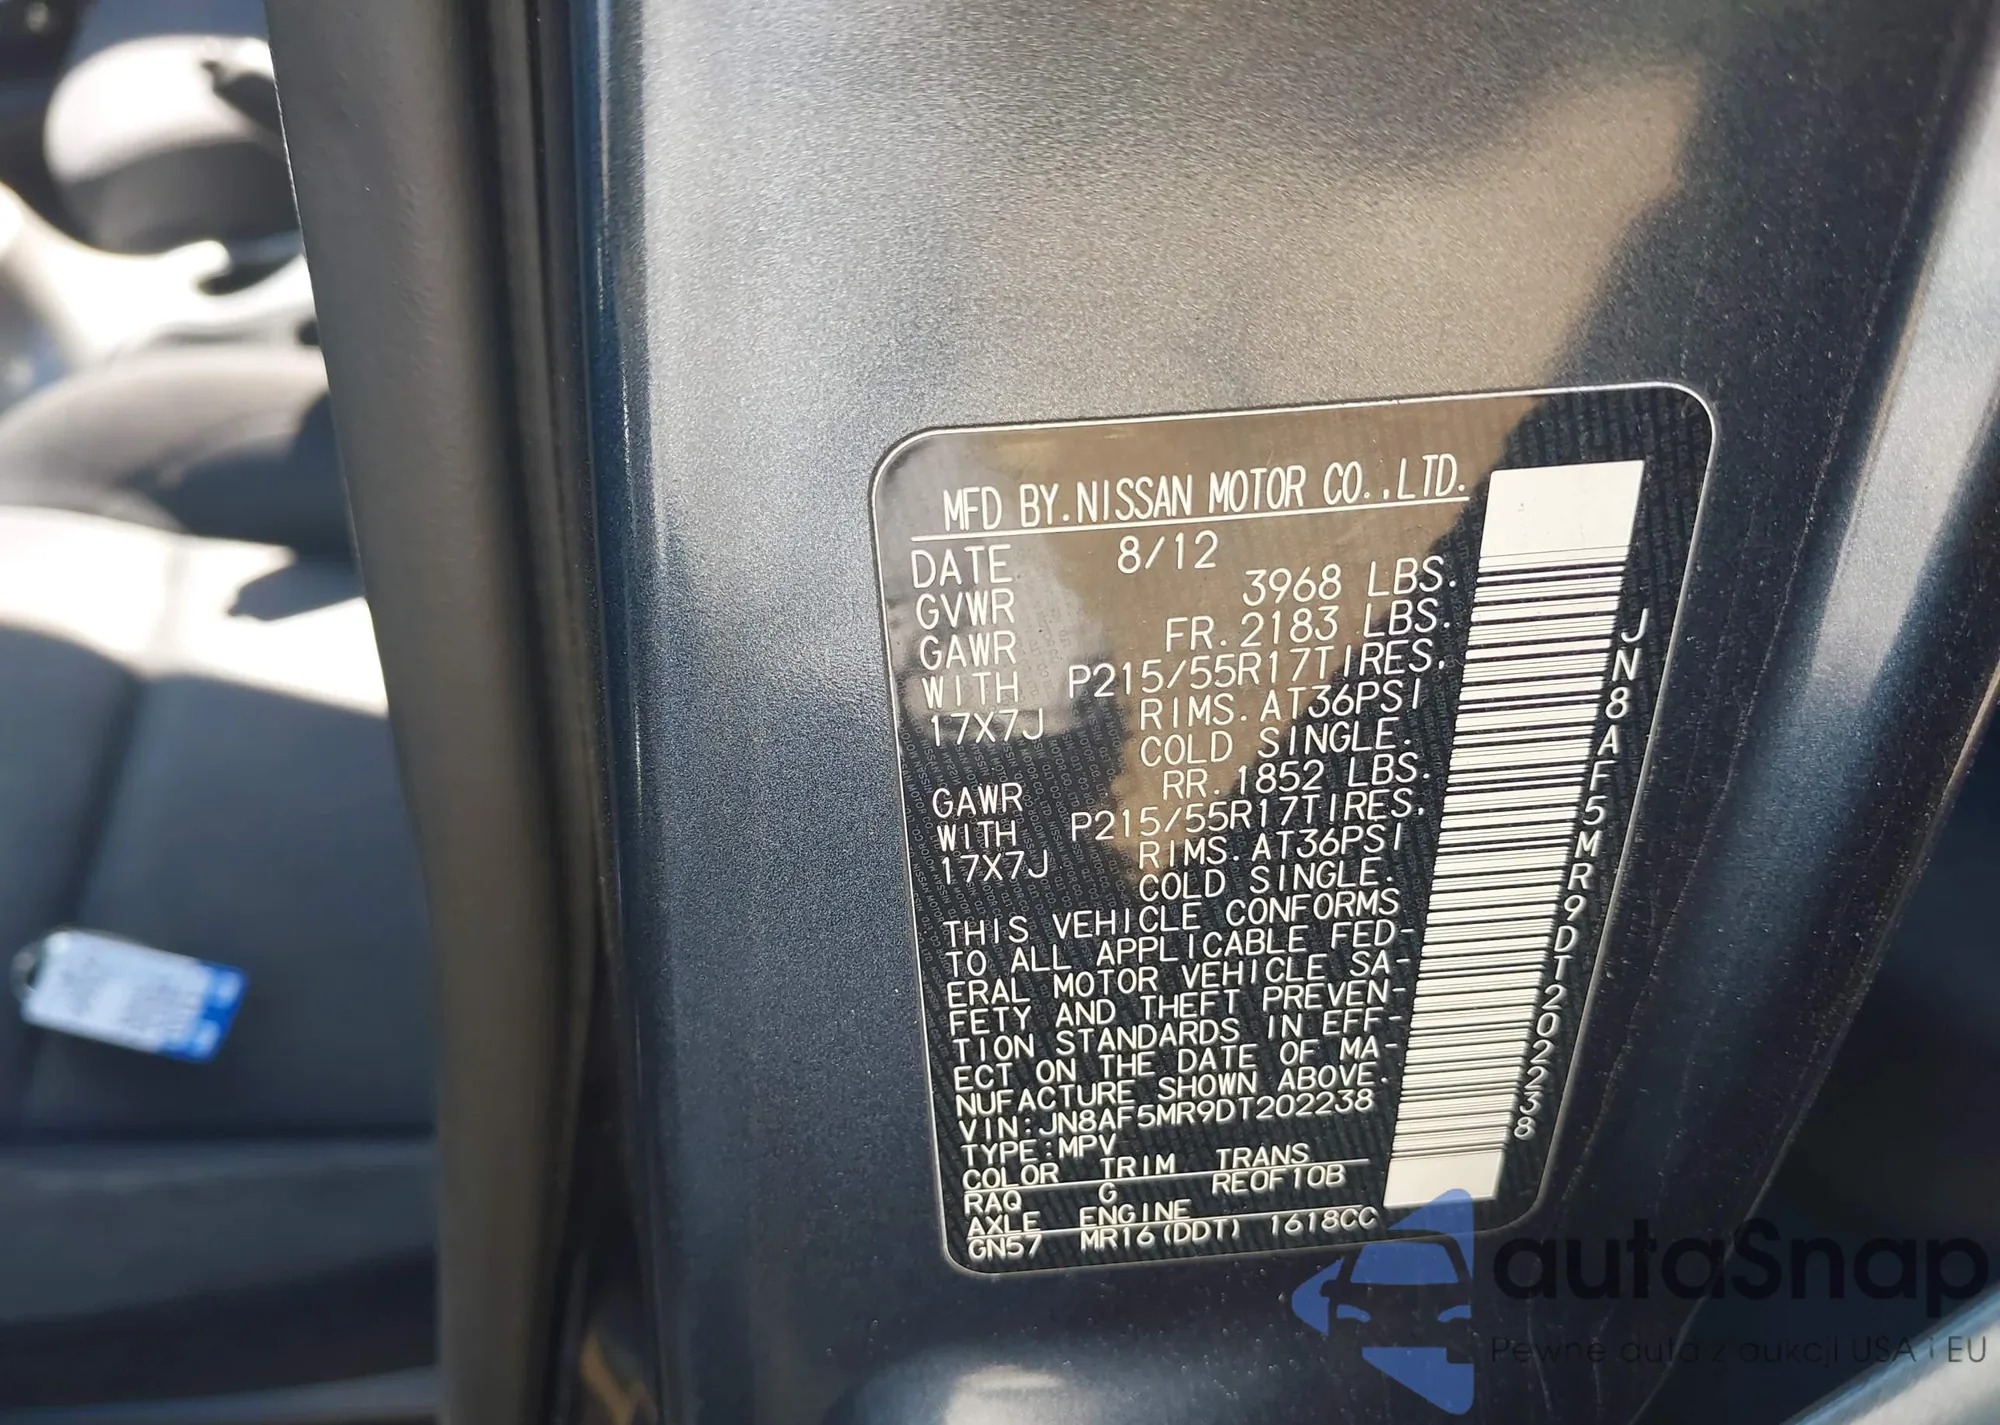 MFD BY.NISSAN MOTOR CO.,LTD.
DATE 8/12
GVWR 3968 LBS.
GAWR FR.2183 LBS.
WITH P215/55R17TIRES.
17X7J RIMS.AT36PSI
COLD SINGLE.
GAWR RR.1852 LBS.
WITH P215/55R17TIRES.
17X7J RIMS.AT36PSI
COLD SINGLE.
THIS VEHICLE CONFORMS
TO ALL APPLICABLE FED-
ERAL MOTOR VEHICLE SA-
FETY AND THEFT PREVEN-
TION STANDARDS IN EFF-
ECT ON THE DATE OF MA-
NUFACTURE SHOWN ABOVE.
VIN:JN8AF5MR9DT202238
TYPE:MPV
COLOR TRIM TRANS
RAQ G RE0F10B
AXLE ENGINE
GN57 MR16(DDT) 1618CC
JN8AF5MR9DT202238
autaSnap
Pewne auta z aukcji USA i EU